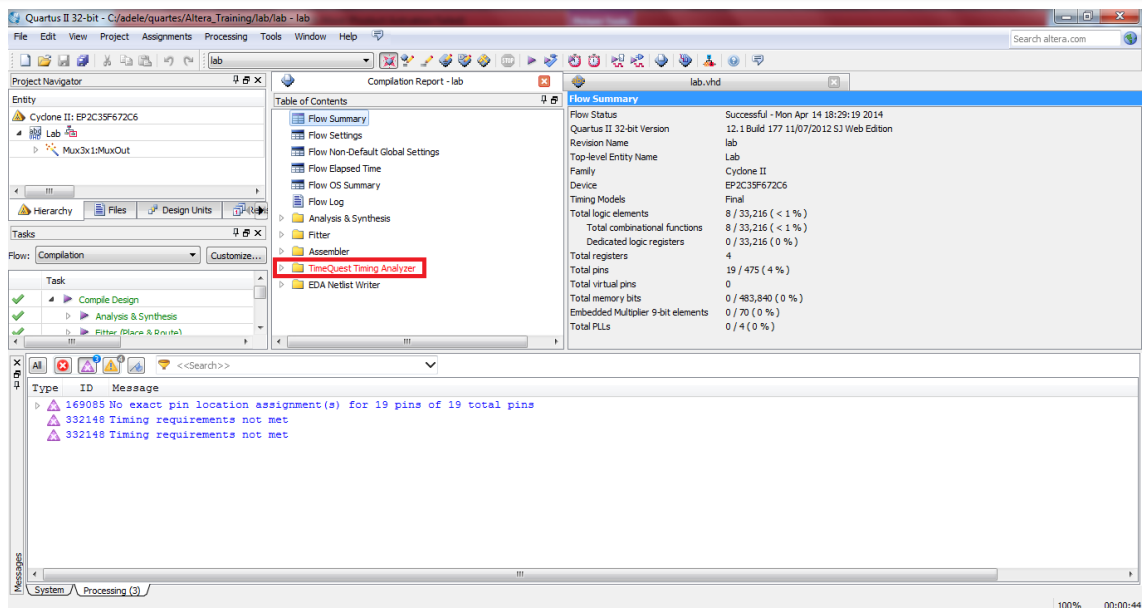 Quartus II 32-bit - C:/adele/quartes/Altera_Training/lab/lab - lab
File Edit View Project Assignments Processing Tools Window Help
Search altera.com
lab
Project Navigator
Entity
Cyclone II: EP2C35F672C6
Lab
Mux3x1:MuxOut
Hierarchy Files Design Units
Tasks
Flow: Compilation Customize...
Task
Compile Design
Analysis & Synthesis
Fitter (Place & Route)
Compilation Report - lab
Table of Contents
Flow Summary
Flow Settings
Flow Non-Default Global Settings
Flow Elapsed Time
Flow OS Summary
Flow Log
Analysis & Synthesis
Fitter
Assembler
TimeQuest Timing Analyzer
EDA Netlist Writer
lab.vhd
Flow Summary
Flow Status Successful - Mon Apr 14 18:29:19 2014
Quartus II 32-bit Version 12.1 Build 177 11/07/2012 SJ Web Edition
Revision Name lab
Top-level Entity Name Lab
Family Cyclone II
Device EP2C35F672C6
Timing Models Final
Total logic elements 8 / 33,216 ( < 1 % )
Total combinational functions 8 / 33,216 ( < 1 % )
Dedicated logic registers 0 / 33,216 ( 0 % )
Total registers 4
Total pins 19 / 475 ( 4 % )
Total virtual pins 0
Total memory bits 0 / 483,840 ( 0 % )
Embedded Multiplier 9-bit elements 0 / 70 ( 0 % )
Total PLLs 0 / 4 ( 0 % )
All <<Search>>
Type ID Message
169085 No exact pin location assignment(s) for 19 pins of 19 total pins
332148 Timing requirements not met
332148 Timing requirements not met
Messages
System Processing (3)
100% 00:00:44